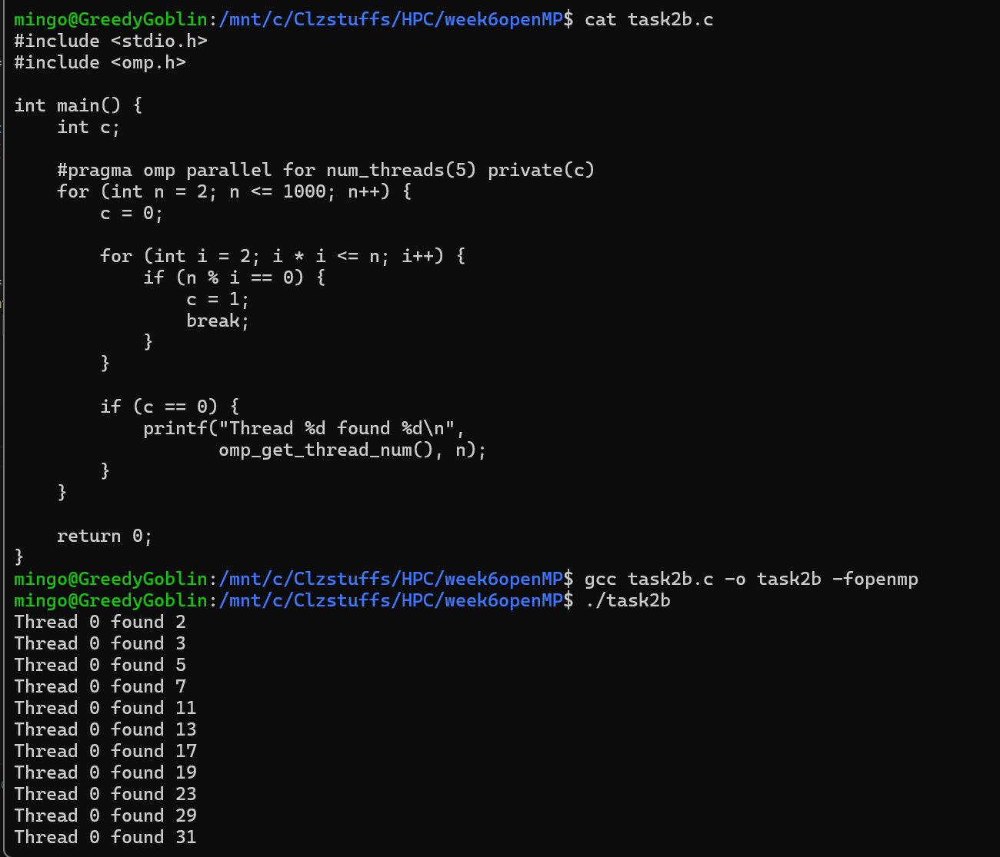 mingo@GreedyGoblin:/mnt/c/Clzstuffs/HPC/week6openMP$ cat task2b.c
#include <stdio.h>
#include <omp.h>

int main() {
    int c;

    #pragma omp parallel for num_threads(5) private(c)
    for (int n = 2; n <= 1000; n++) {
        c = 0;

        for (int i = 2; i * i <= n; i++) {
            if (n % i == 0) {
                c = 1;
                break;
            }
        }

        if (c == 0) {
            printf("Thread %d found %d\n",
                   omp_get_thread_num(), n);
        }
    }

    return 0;
}
mingo@GreedyGoblin:/mnt/c/Clzstuffs/HPC/week6openMP$ gcc task2b.c -o task2b -fopenmp
mingo@GreedyGoblin:/mnt/c/Clzstuffs/HPC/week6openMP$ ./task2b
Thread 0 found 2
Thread 0 found 3
Thread 0 found 5
Thread 0 found 7
Thread 0 found 11
Thread 0 found 13
Thread 0 found 17
Thread 0 found 19
Thread 0 found 23
Thread 0 found 29
Thread 0 found 31